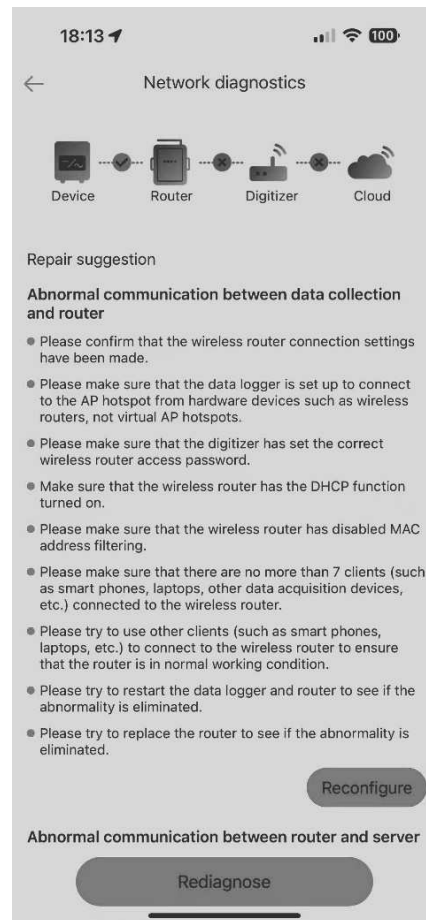 18:13
100
Network diagnostics
Device Router Digitizer Cloud
Repair suggestion
Abnormal communication between data collection
and router
Please confirm that the wireless router connection settings
have been made.
Please make sure that the data logger is set up to connect
to the AP hotspot from hardware devices such as wireless
routers, not virtual AP hotspots.
Please make sure that the digitizer has set the correct
wireless router access password.
Make sure that the wireless router has the DHCP function
turned on.
Please make sure that the wireless router has disabled MAC
address filtering.
Please make sure that there are no more than 7 clients (such
as smart phones, laptops, other data acquisition devices,
etc.) connected to the wireless router.
Please try to use other clients (such as smart phones,
laptops, etc.) to connect to the wireless router to ensure
that the router is in normal working condition.
Please try to restart the data logger and router to see if the
abnormality is eliminated.
Please try to replace the router to see if the abnormality is
eliminated.
Reconfigure
Abnormal communication between router and server
Rediagnose